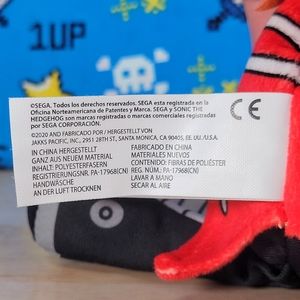 1UP
©SEGA. Todos los derechos reservados. SEGA esta registrada en la
Oficina Norteamericana de Patentes y Marca. SEGA y SONIC THE
HEDGEHOG son marcas registradas o marcas comerciales registradas
por SEGA CORPORACIÓN.
CE
©2020 AND FABRICADO POR / HERGESTELLT VON
JAKKS PACIFIC, INC., 2951 28TH ST., SANTA MONICA, CA 90405, EE. UU./U.S.A.
IN CHINA HERGESTELLT
GANZ AUS NEUEM MATERIAL
INHALT: POLYESTERFASERN
REGISTRIERUNGSNR. PA-17968(CN)
HANDWÄSCHE
AN DER LUFT TROCKNEN
FABRICADO EN CHINA
MATERIALES NUEVOS
CONTENIDO: FIBRAS DE POLIÉSTER
REG. NÚM.: PA-17968(CN)
LAVAR A MANO
SECAR AL AIRE